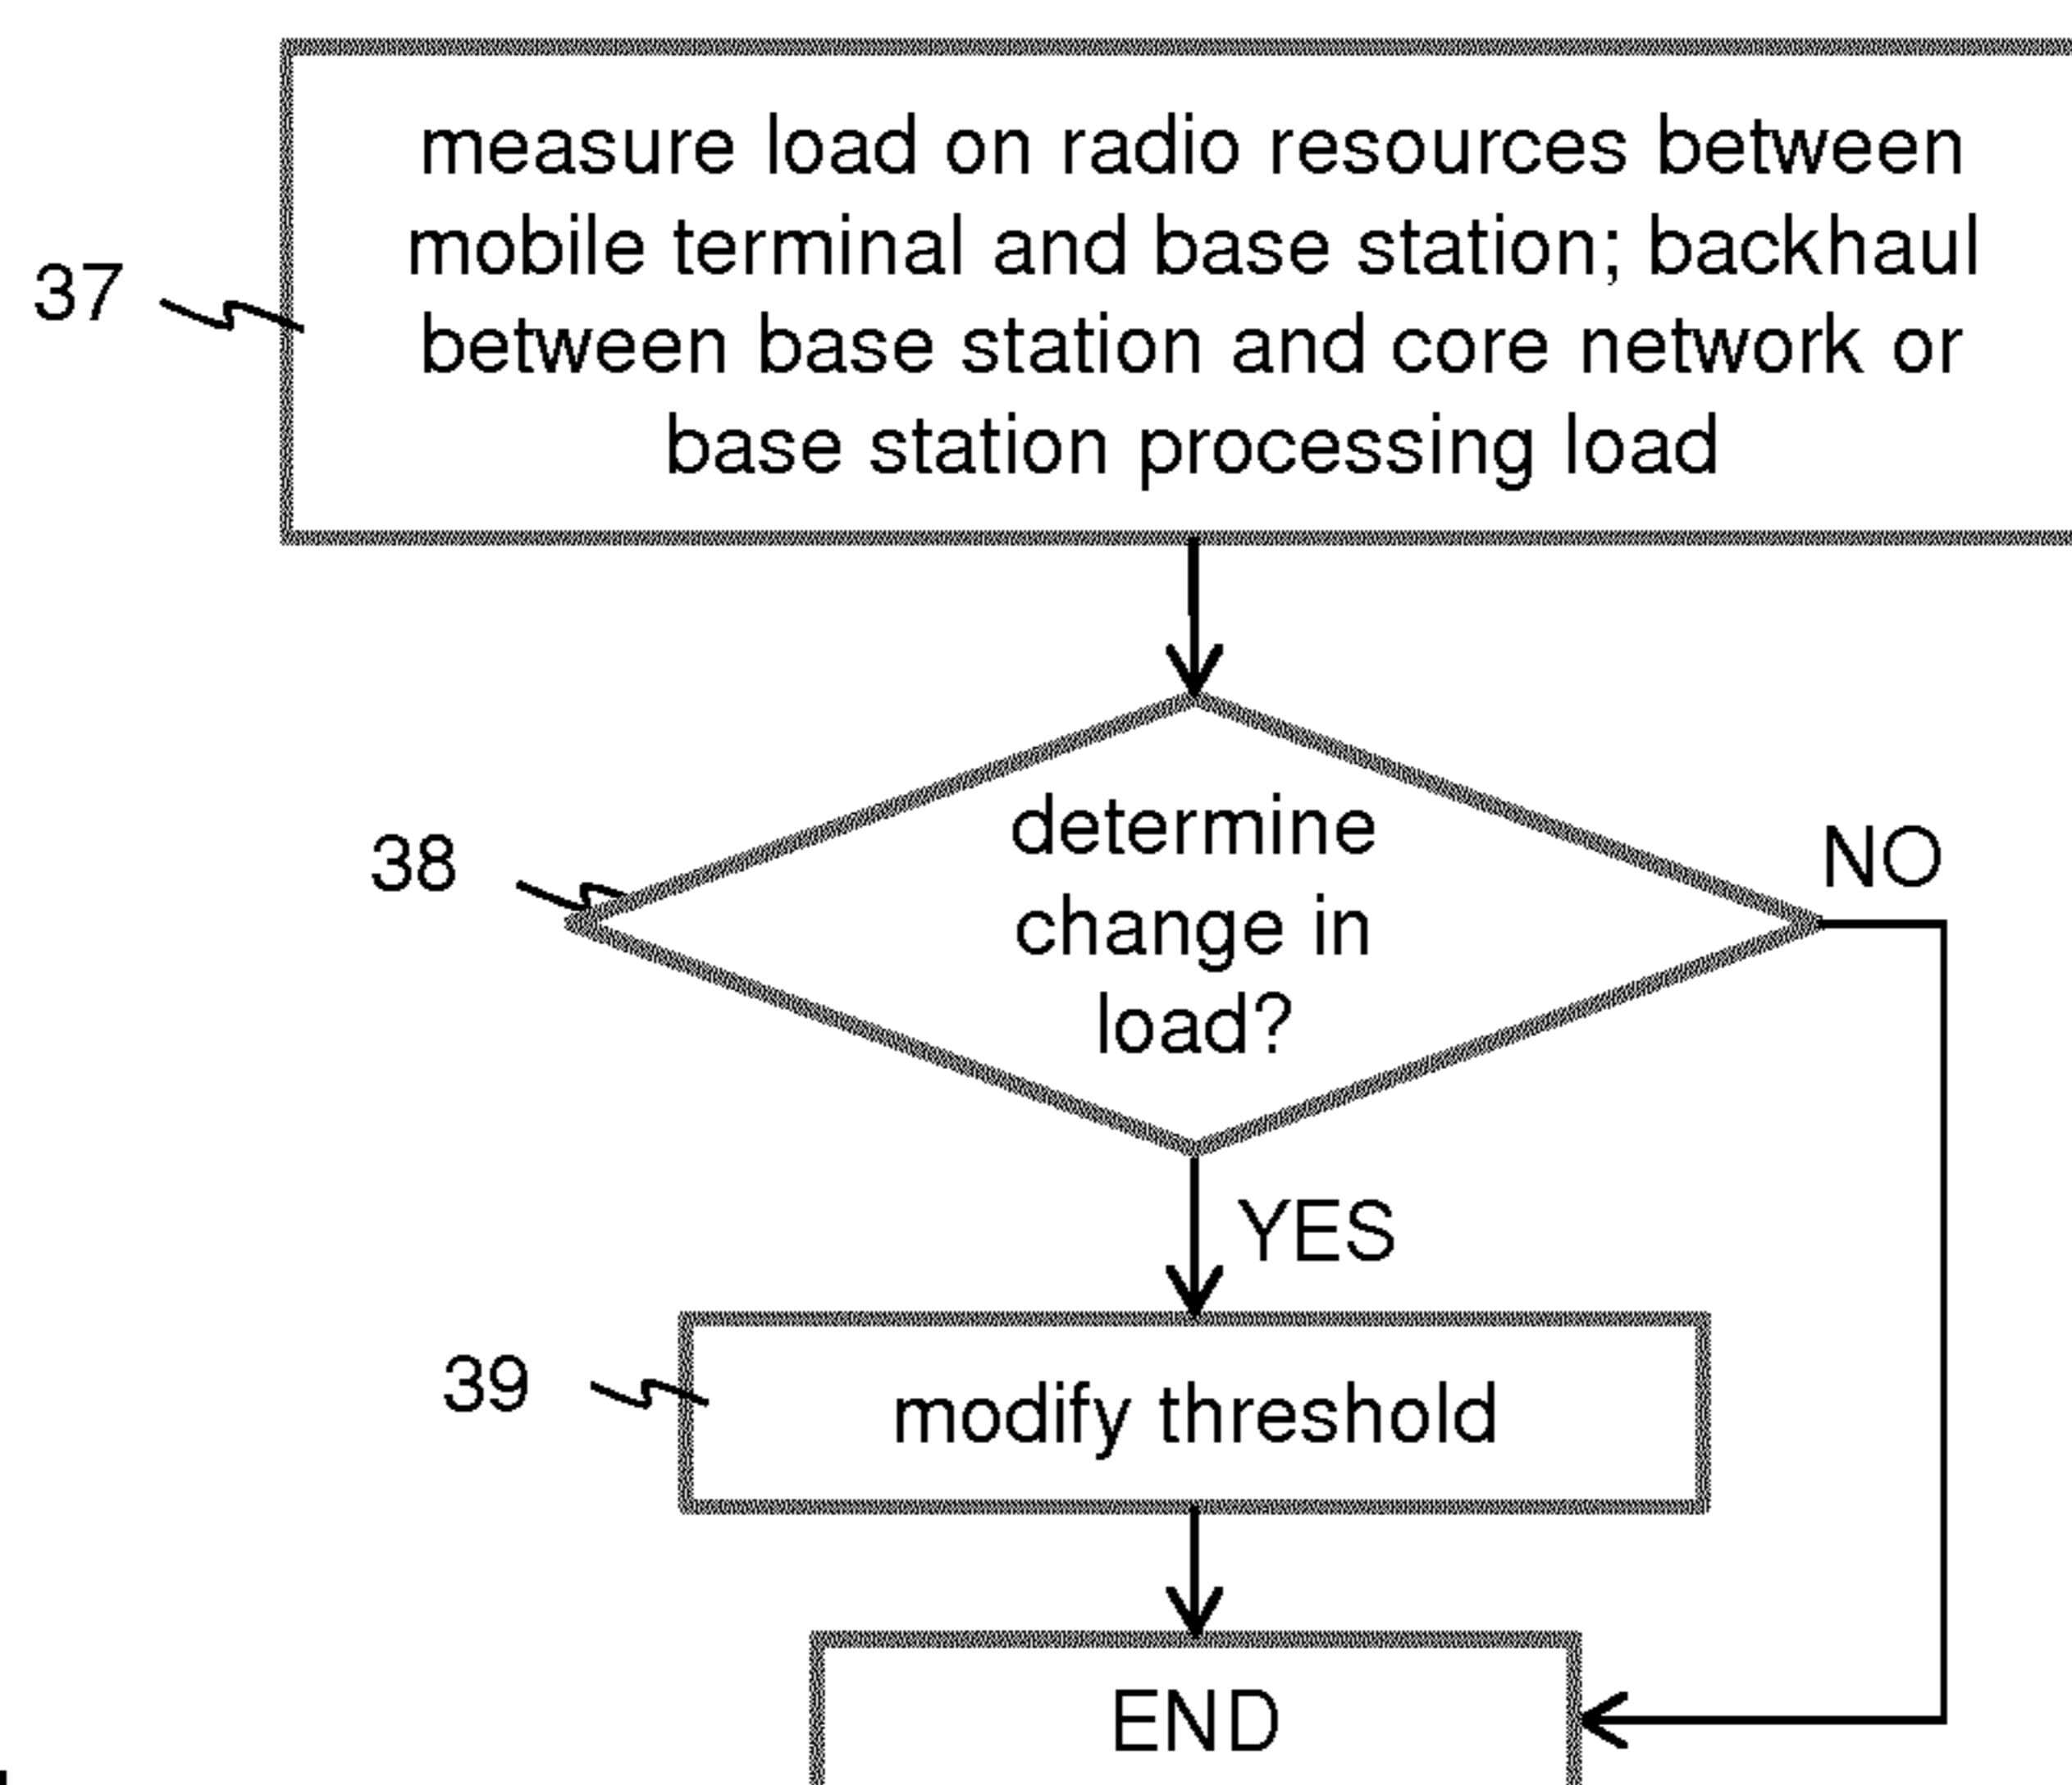 measure load on radio resources between
mobile terminal and base station; backhaul
between base station and core network or
base station processing load
37
determine
change in
load?
38
NO
YES
modify threshold
39
END